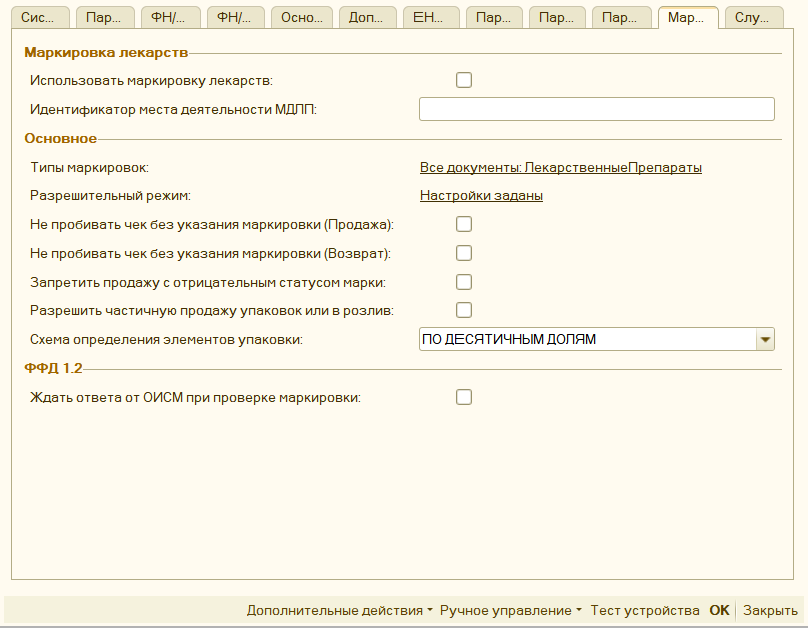 Сис... Пар... ФН/... ФН/... Осно... Доп... ЕН... Пар... Пар... Пар... Мар... Слу...
Маркировка лекарств
Использовать маркировку лекарств:
Идентификатор места деятельности МДЛП:
Основное
Типы маркировок: Все документы: ЛекарственныеПрепараты
Разрешительный режим: Настройки заданы
Не пробивать чек без указания маркировки (Продажа):
Не пробивать чек без указания маркировки (Возврат):
Запретить продажу с отрицательным статусом марки:
Разрешить частичную продажу упаковок или в розлив:
Схема определения элементов упаковки: ПО ДЕСЯТИЧНЫМ ДОЛЯМ
ФФД 1.2
Ждать ответа от ОИСМ при проверке маркировки:
Дополнительные действия Ручное управление Тест устройства ОК Закрыть